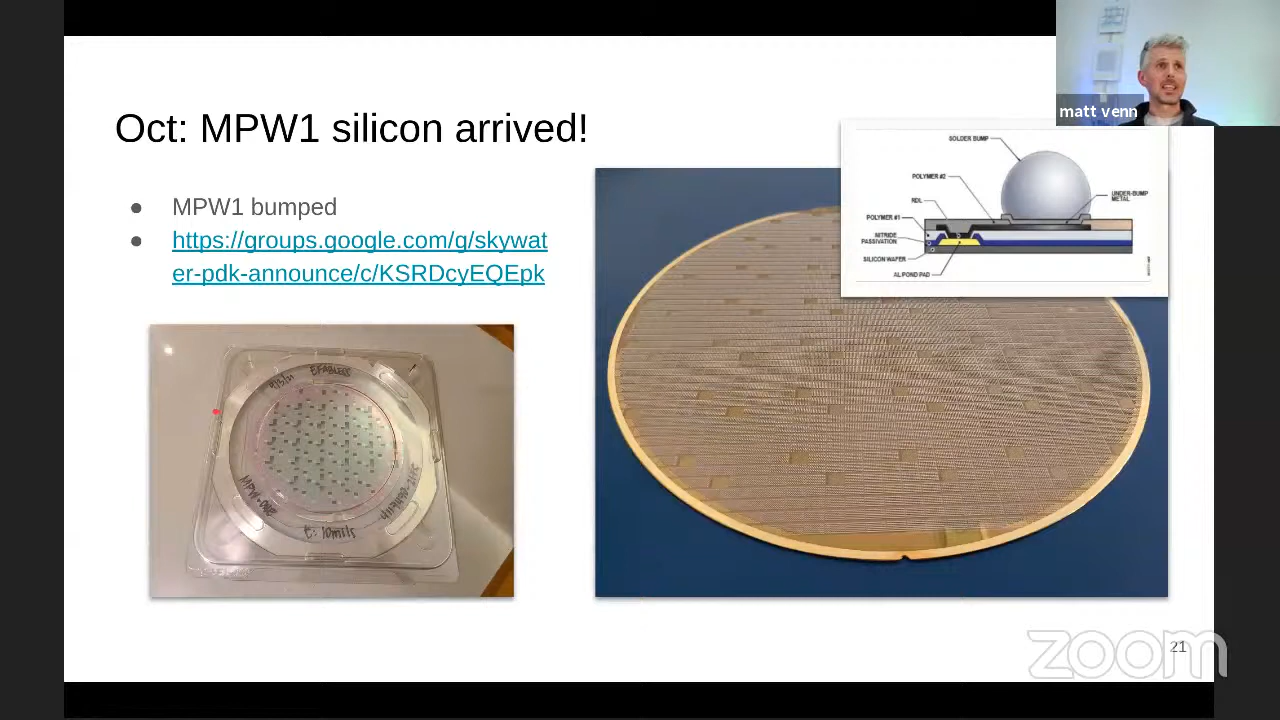 matt venn
Oct: MPW1 silicon arrived!
● MPW1 bumped
● https://groups.google.com/g/skywat
er-pdk-announce/c/KSRDcyEQEpk
SOLDER BUMP
POLYMER #2
RDL
UNDER-BUMP
METAL
POLYMER #1
NITRIDE
PASSIVATION
SILICON WAFER
AL POND PAD
EFABLESS
MPW-ONE
t: 10mils
zoom
21